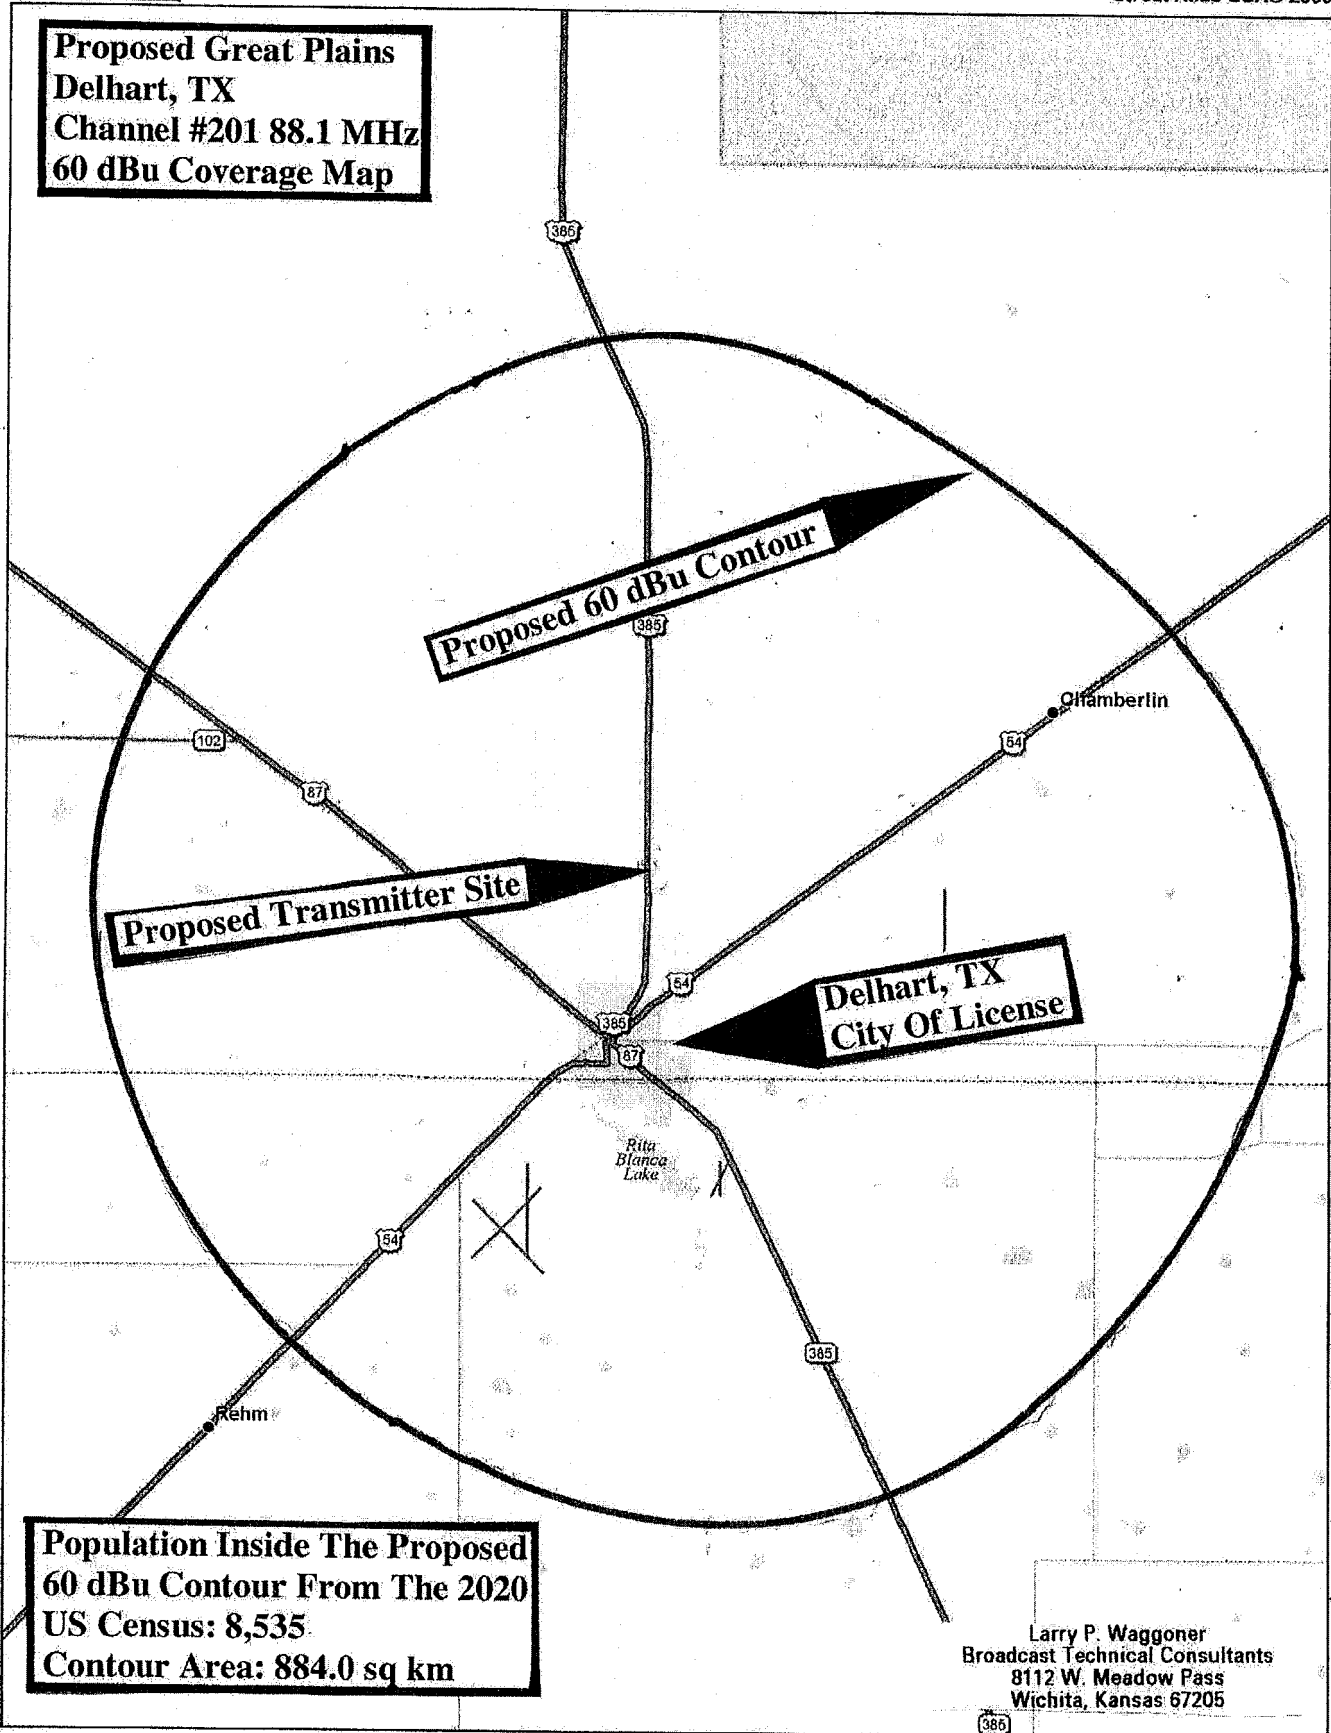 Proposed Great Plains
Delhart, TX
Channel #201 88.1 MHz
60 dBu Coverage Map
385
Proposed 60 dBu Contour
385
Chamberlin
54
102
87
Proposed Transmitter Site
54
Delhart, TX
City Of License
385
87
Rita
Blanca
Lake
54
385
Rehm
Population Inside The Proposed
60 dBu Contour From The 2020
US Census: 8,535
Contour Area: 884.0 sq km
Larry P. Waggoner
Broadcast Technical Consultants
8112 W. Meadow Pass
Wichita, Kansas 67205
385